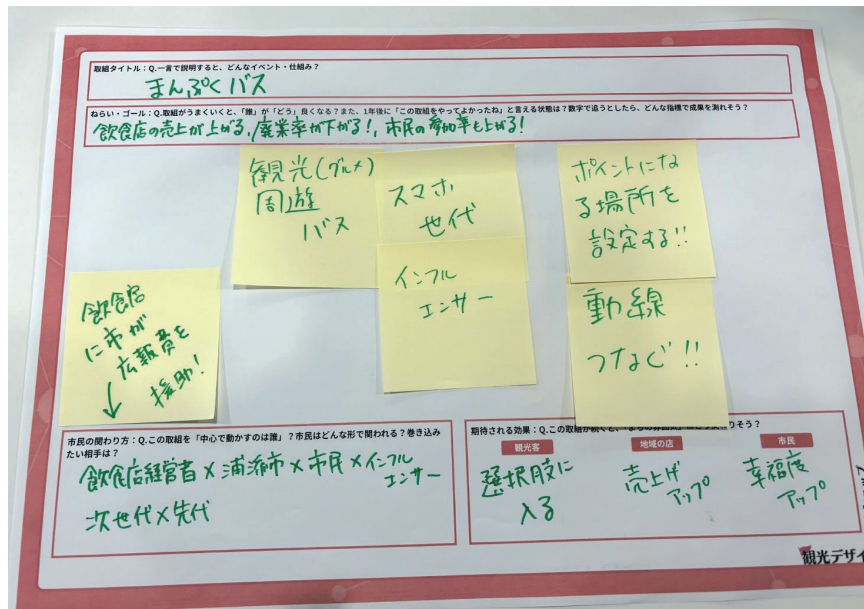 取組タイトル：Q.一言で説明すると、どんなイベント・仕組み？
まんぷくバス
ねらい・ゴール：Q.取組がうまくいくと、「誰」が「どう」良くなる？また、1年後に「この取組をやってよかったね」と言える状態は？数字で追うとしたら、どんな指標で成果を測れそう？
飲食店の売上が上がる,廃業率が下がる!,市民の参加率も上がる!
観光(グルメ)
周遊
バス
スマホ
世代
ポイントにな
る場所を
設定する!!
インフル
エンサー
動線
つなぐ!!
飲食店
に市が
広報費を
援助!
↓
市民の関わり方：Q.この取組を「中心で動かすのは誰」？市民はどんな形で関われる？巻き込み
たい相手は？
飲食店経営者×浦添市×市民×インフル
エンサー
次世代×先代
期待される効果：Q.この取組が続くと、「まちの雰囲気
りそう？
観光客
地域の店
市民
選択肢に
入る
売上げ
アップ
幸福度
アップ
観光デザイ